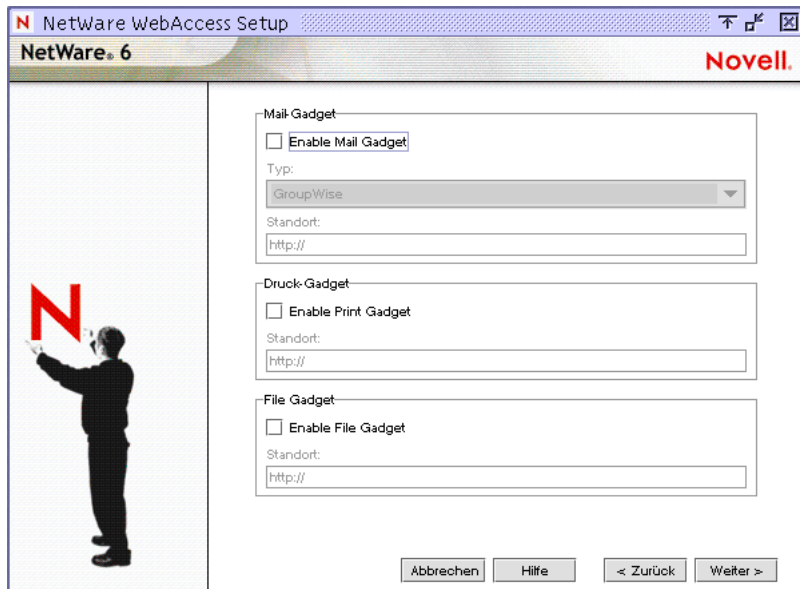 N NetWare WebAccess Setup
NetWare® 6
Novell.
Mail-Gadget
Enable Mail Gadget
Typ:
GroupWise
Standort:
http://
Druck-Gadget
Enable Print Gadget
Standort:
http://
File Gadget
Enable File Gadget
Standort:
http://
N
Abbrechen Hilfe < Zurück Weiter >